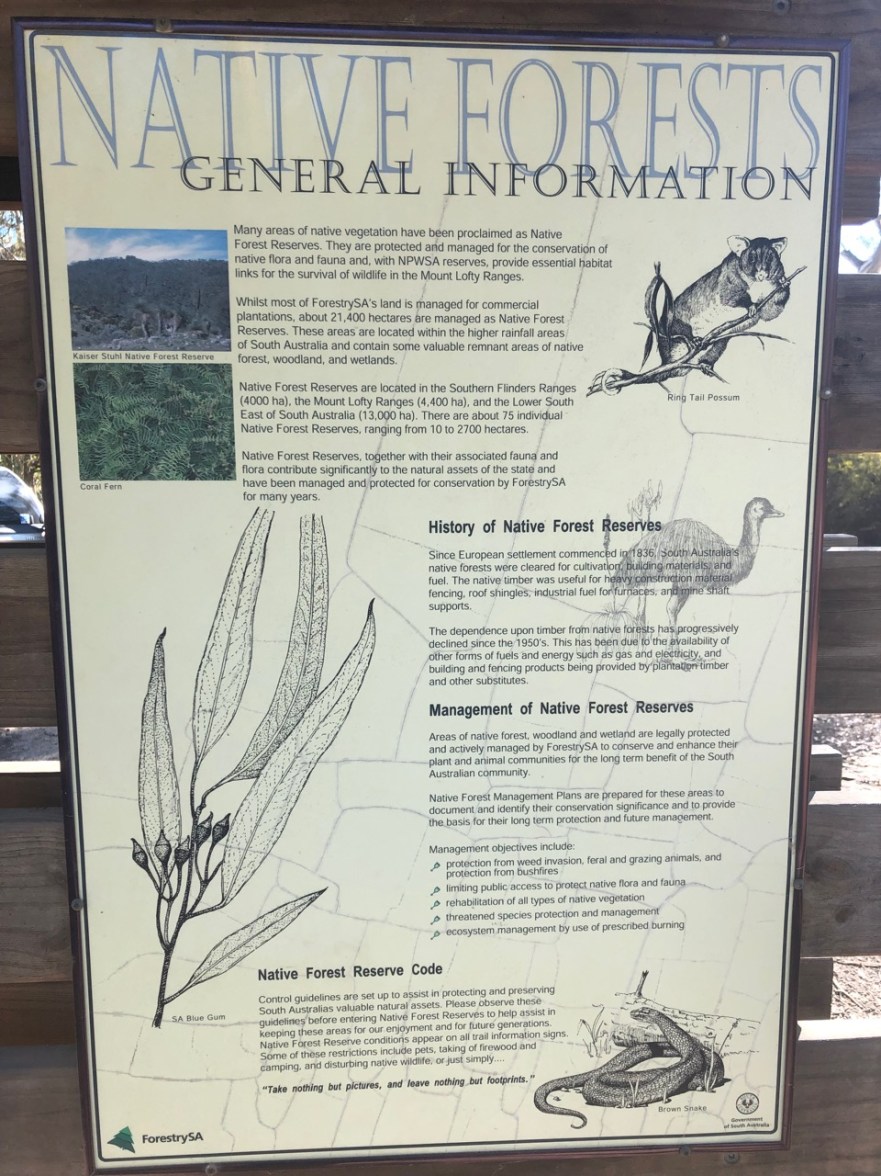 NATIVE FORESTS
GENERAL INFORMATION
Many areas of native vegetation have been proclaimed as Native
Forest Reserves. They are protected and managed for the conservation of
native flora and fauna and, with NPWSA reserves, provide essential habitat
links for the survival of wildlife in the Mount Lofty Ranges.
Whilst most of ForestrySA's land is managed for commercial
plantations, about 21,400 hectares are managed as Native Forest
Reserves. These areas are located within the higher rainfall areas
of South Australia and contain some valuable remnant areas of native
forest, woodland, and wetlands.
Kaiser Stuhl Native Forest Reserve
Native Forest Reserves are located in the Southern Flinders Ranges
(4000 ha), the Mount Lofty Ranges (4,400 ha), and the Lower South
East of South Australia (13,000 ha). There are about 75 individual
Native Forest Reserves, ranging from 10 to 2700 hectares.
Ring Tail Possum
Native Forest Reserves, together with their associated fauna and
flora contribute significantly to the natural assets of the state and
have been managed and protected for conservation by ForestrySA
for many years.
Coral Fern
History of Native Forest Reserves
Since European settlement commenced in 1836, South Australia's
native forests were cleared for cultivation, building materials, and
fuel. The native timber was useful for heavy construction material
fencing, roof shingles, industrial fuel for furnaces, and mine shaft
supports.
The dependence upon timber from native forests has progressively
declined since the 1950's. This has been due to the availability of
other forms of fuels and energy such as gas and electricity, and
building and fencing products being provided by plantation timber
and other substitutes.
Management of Native Forest Reserves
Areas of native forest, woodland and wetland are legally protected
and actively managed by ForestrySA to conserve and enhance their
plant and animal communities for the long term benefit of the South
Australian community.
Native Forest Management Plans are prepared for these areas to
document and identify their conservation significance and to provide
the basis for their long term protection and future management.
Management objectives include:
protection from weed invasion, feral and grazing animals, and
protection from bushfires
limiting public access to protect native flora and fauna
rehabilitation of all types of native vegetation
threatened species protection and management
ecosystem management by use of prescribed burning
SA Blue Gum
Native Forest Reserve Code
Control guidelines are set up to assist in protecting and preserving
South Australias valuable natural assets. Please observe these
guidelines before entering Native Forest Reserves to help assist in
keeping these areas for our enjoyment and for future generations.
Native Forest Reserve conditions appear on all trail information signs.
Some of these restrictions include pets, taking of firewood and
camping, and disturbing native wildlife, or just simply....
"Take nothing but pictures, and leave nothing but footprints."
Brown Snake
Government
of South Australia
ForestrySA